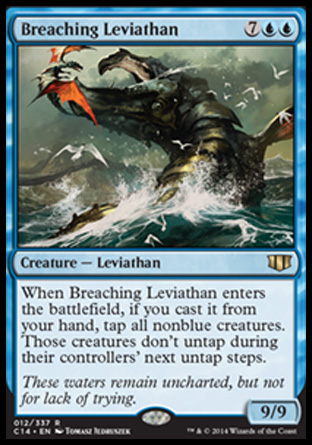 Breaching Leviathan 7
Creature — Leviathan
When Breaching Leviathan enters
the battlefield, if you cast it from
your hand, tap all nonblue creatures.
Those creatures don't untap during
their controllers' next untap steps.
These waters remain uncharted, but not
for lack of trying.
9/9
012/337 R
C14 • EN Tomasz Jedruszek
™ & © 2014 Wizards of the Coast